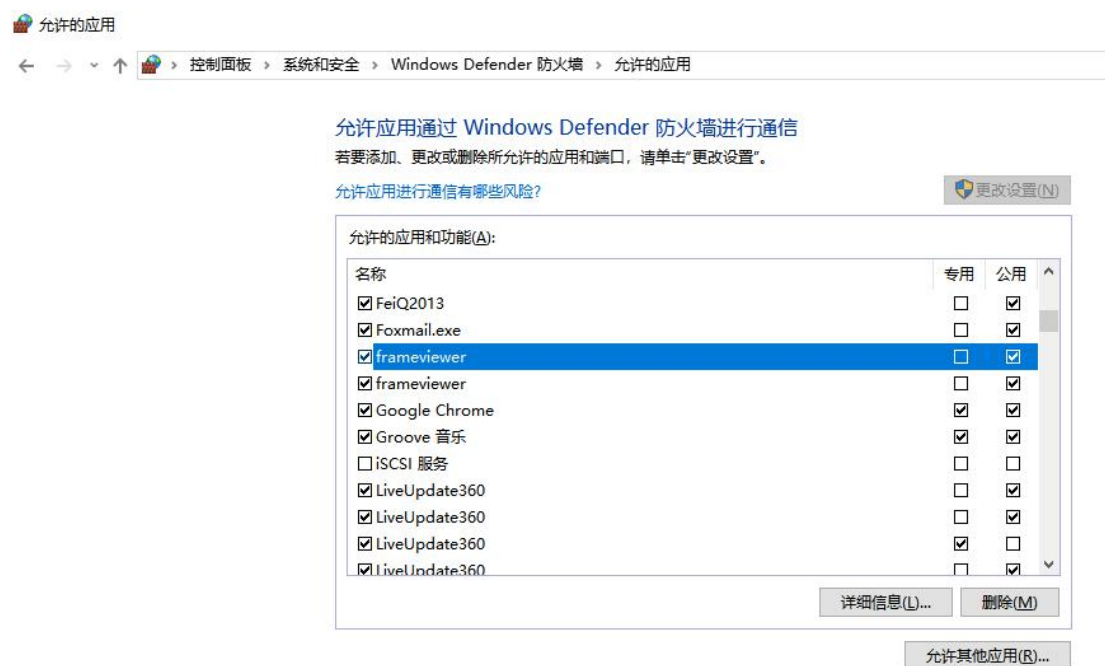 允许的应用
控制面板 › 系统和安全 › Windows Defender 防火墙 › 允许的应用
允许应用通过 Windows Defender 防火墙进行通信
若要添加、更改或删除所允许的应用和端口，请单击"更改设置"。
允许应用进行通信有哪些风险?
更改设置(N)
允许的应用和功能(A):
名称 专用 公用
FeiQ2013
Foxmail.exe
frameviewer
frameviewer
Google Chrome
Groove 音乐
iSCSI 服务
LiveUpdate360
LiveUpdate360
LiveUpdate360
LiveUpdate360
详细信息(L)... 删除(M)
允许其他应用(R)...